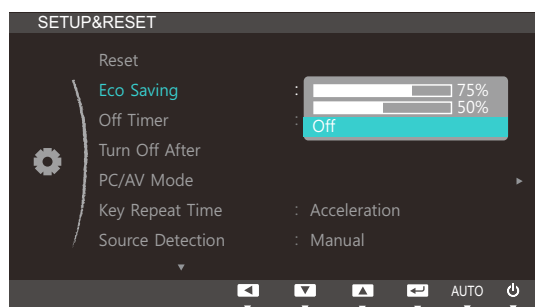 SETUP&RESET
Reset
Eco Saving : 75%
50%
Off Timer : Off
Turn Off After
PC/AV Mode
Key Repeat Time : Acceleration
Source Detection : Manual
AUTO